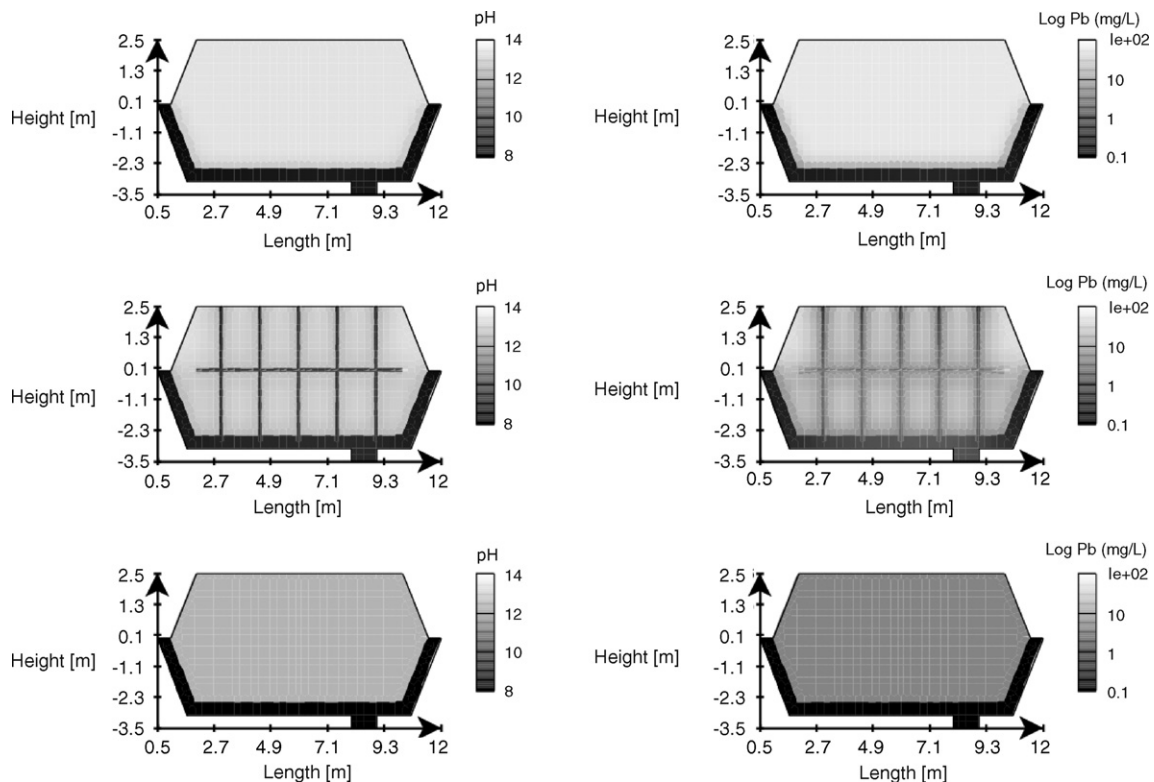 pH Log Pb (mg/L)
2.5 14 2.5 1e+02
1.3 1.3
12 10
Height [m] 0.1 Height [m] 0.1
-1.1 10 -1.1 1
-2.3 8 -2.3 0.1
-3.5 -3.5
0.5 2.7 4.9 7.1 9.3 12 0.5 2.7 4.9 7.1 9.3 12
Length [m] Length [m]
pH Log Pb (mg/L)
2.5 14 2.5 1e+02
1.3 1.3
12 10
Height [m] 0.1 Height [m] 0.1
-1.1 10 -1.1 1
-2.3 8 -2.3 0.1
-3.5 -3.5
0.5 2.7 4.9 7.1 9.3 12 0.5 2.7 4.9 7.1 9.3 12
Length [m] Length [m]
pH Log Pb (mg/L)
2.5 14 2.5 1e+02
1.3 1.3
12 10
Height [m] 0.1 Height [m] 0.1
-1.1 10 -1.1 1
-2.3 8 -2.3 0.1
-3.5 -3.5
0.5 2.7 4.9 7.1 9.3 12 0.5 2.7 4.9 7.1 9.3 12
Length [m] Length [m]